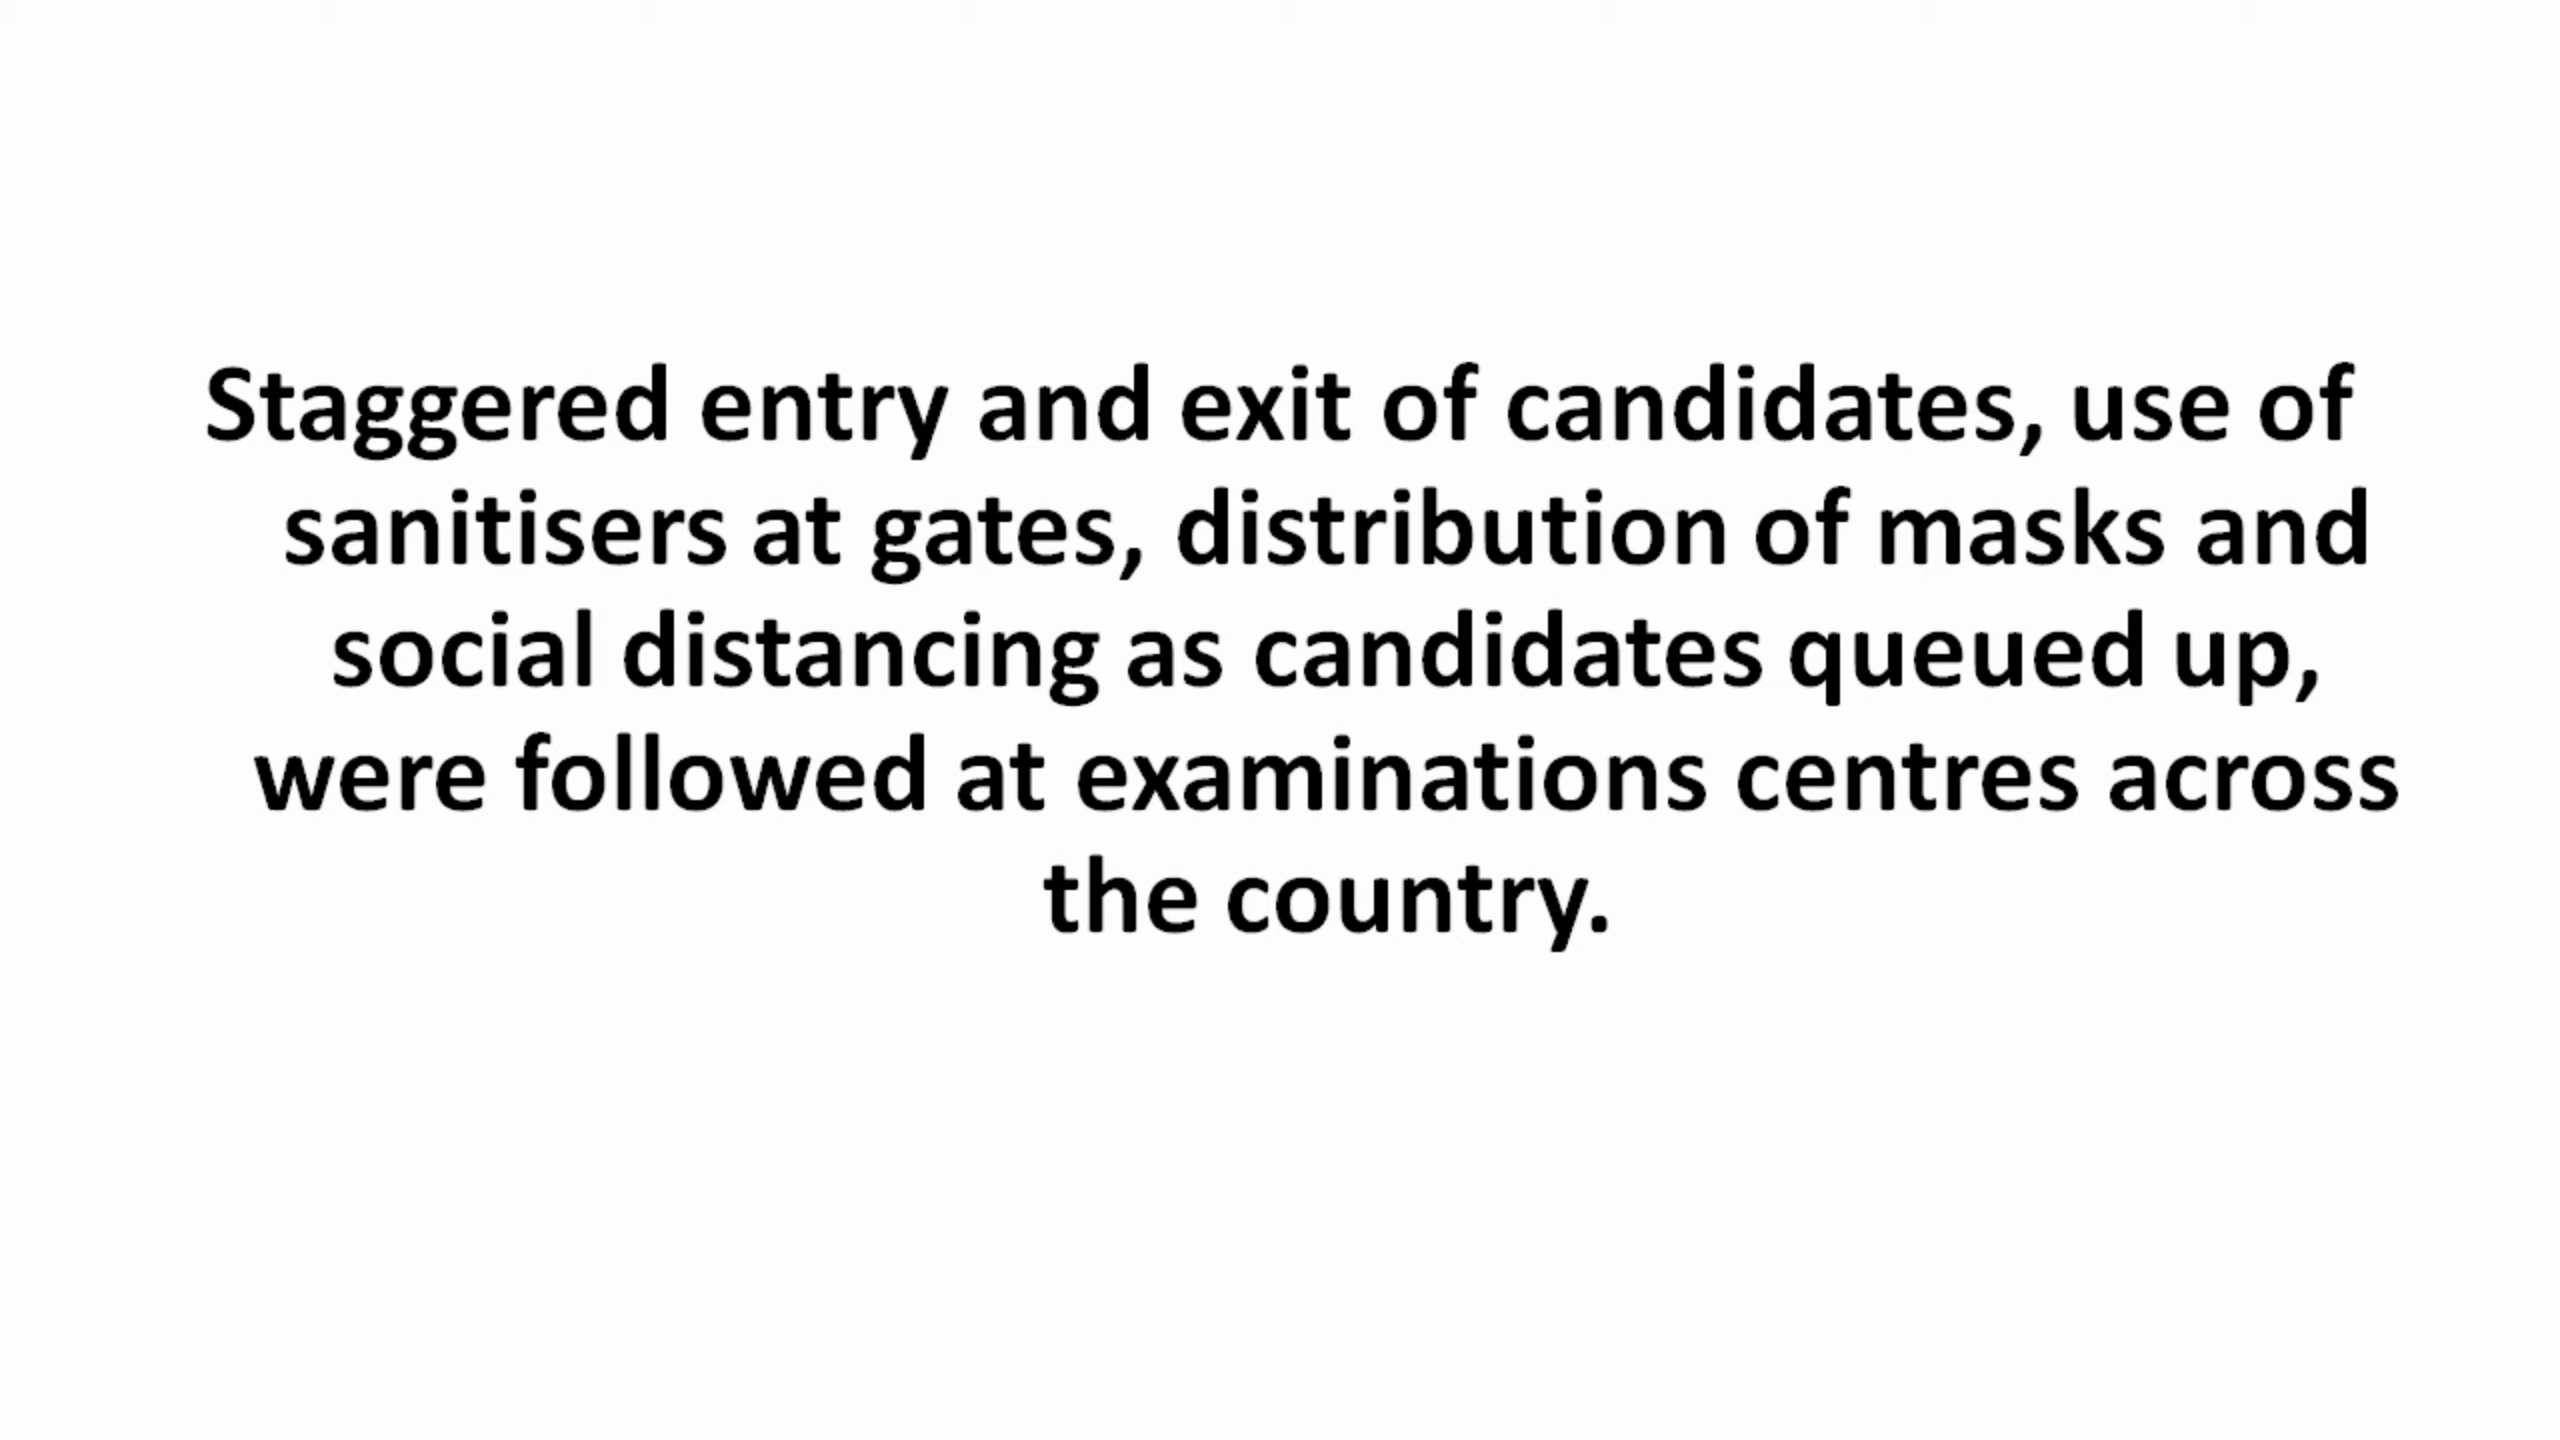 Staggered entry and exit of candidates, use of
sanitisers at gates, distribution of masks and
social distancing as candidates queued up,
were followed at examinations centres across
the country.